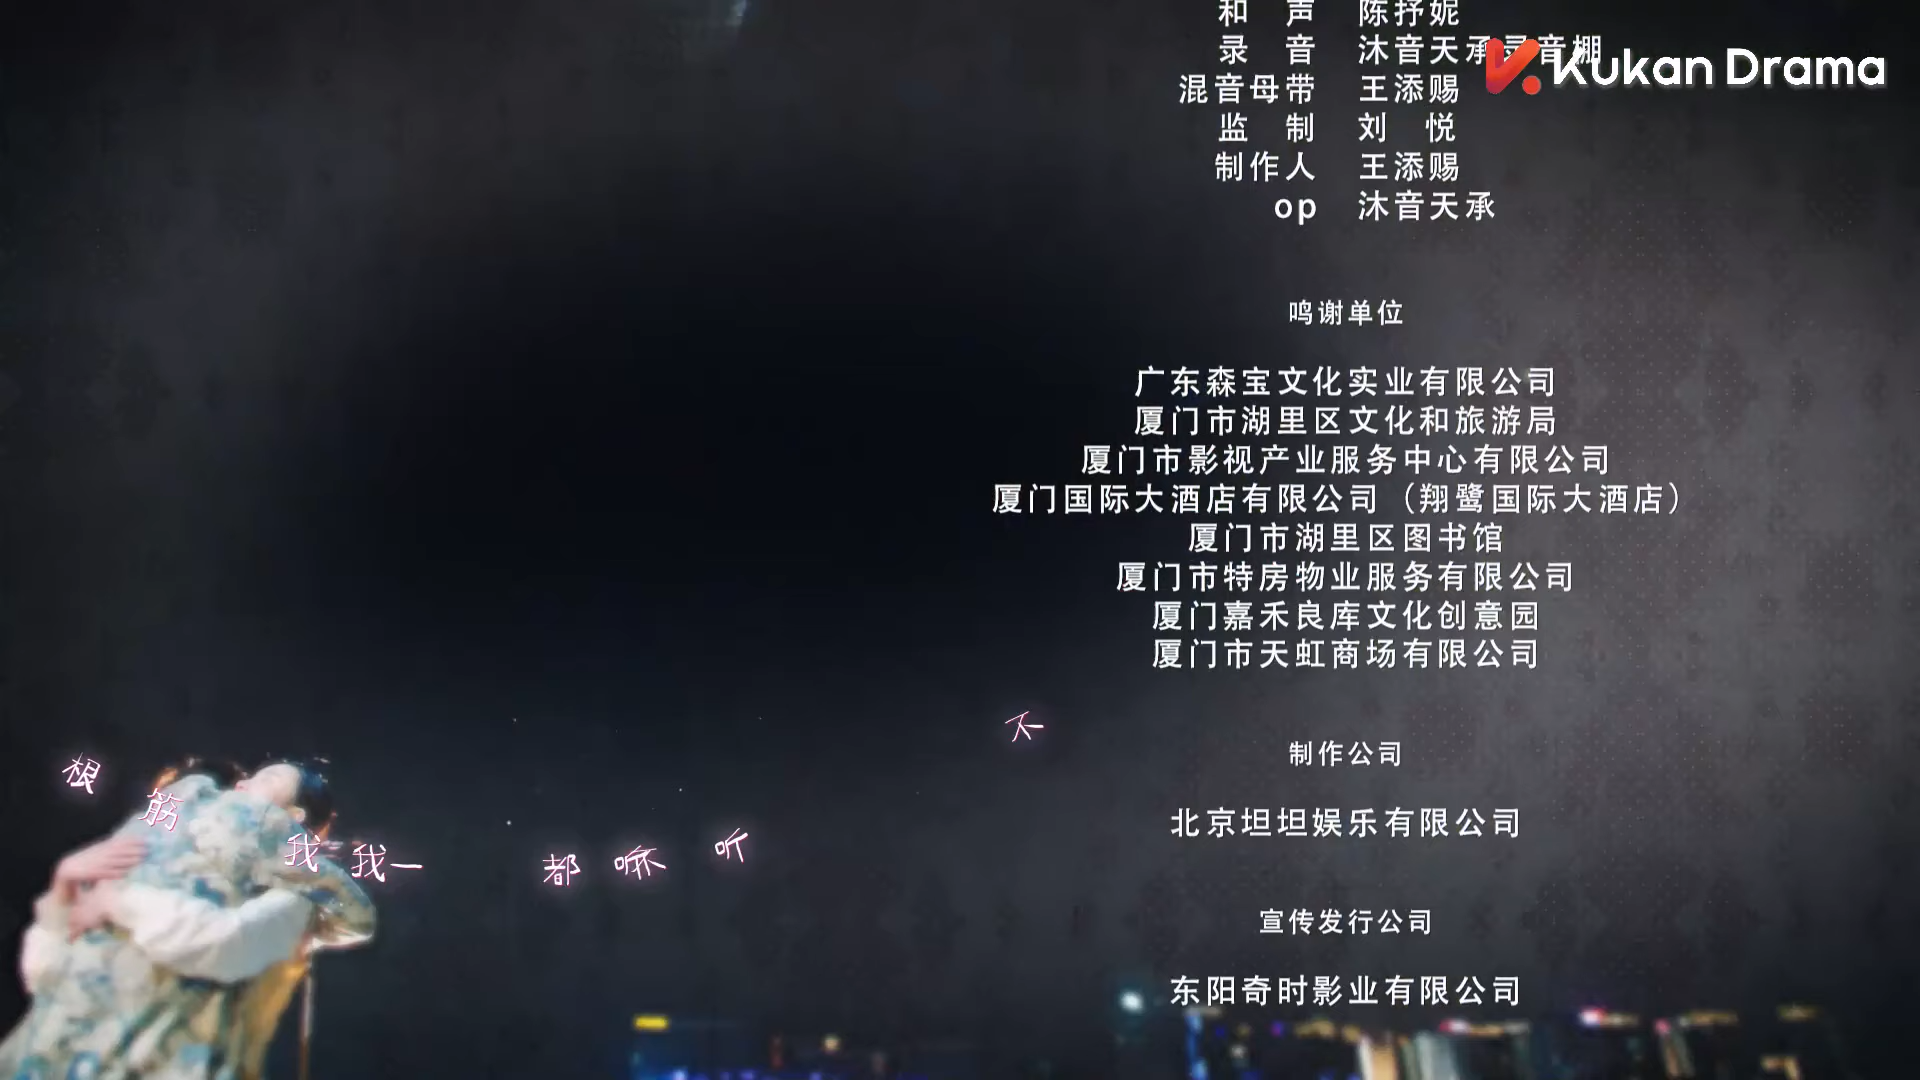 和 声 陈抒妮
录 音 沐音天承录音棚
Kukan Drama
混音母带 王添赐
监 制 刘 悦
制作人 王添赐
op 沐音天承
鸣谢单位
广东森宝文化实业有限公司
厦门市湖里区文化和旅游局
厦门市影视产业服务中心有限公司
厦门国际大酒店有限公司（翔鹭国际大酒店）
厦门市湖里区图书馆
厦门市特房物业服务有限公司
厦门嘉禾良库文化创意园
厦门市天虹商场有限公司
制作公司
北京坦坦娱乐有限公司
宣传发行公司
东阳奇时影业有限公司
不
根 筋 我 我一 都 听